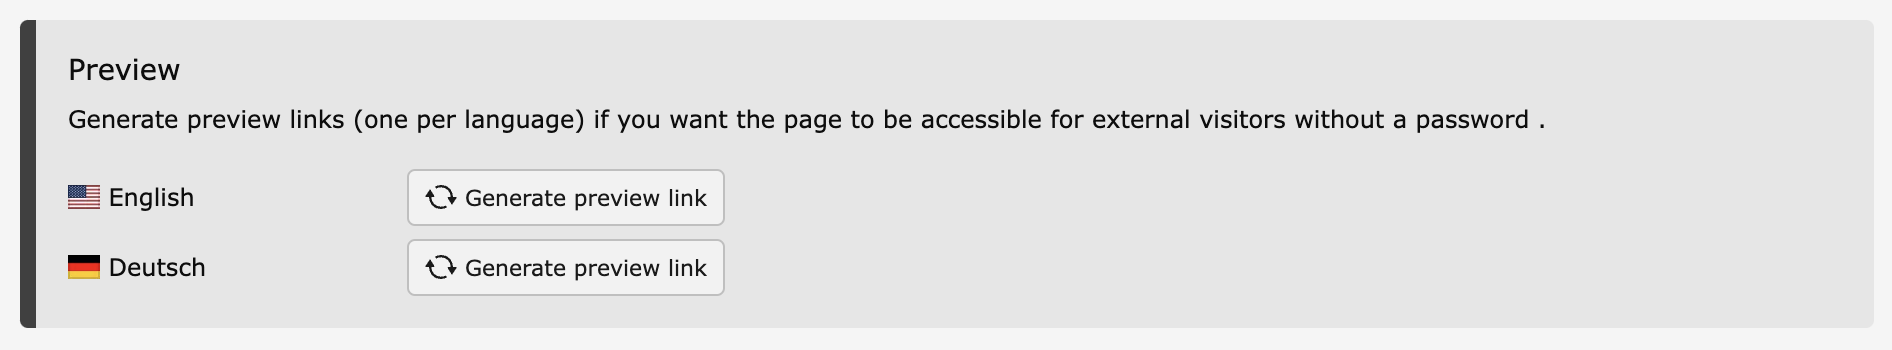 Preview
Generate preview links (one per language) if you want the page to be accessible for external visitors without a password .
English
Generate preview link
Deutsch
Generate preview link